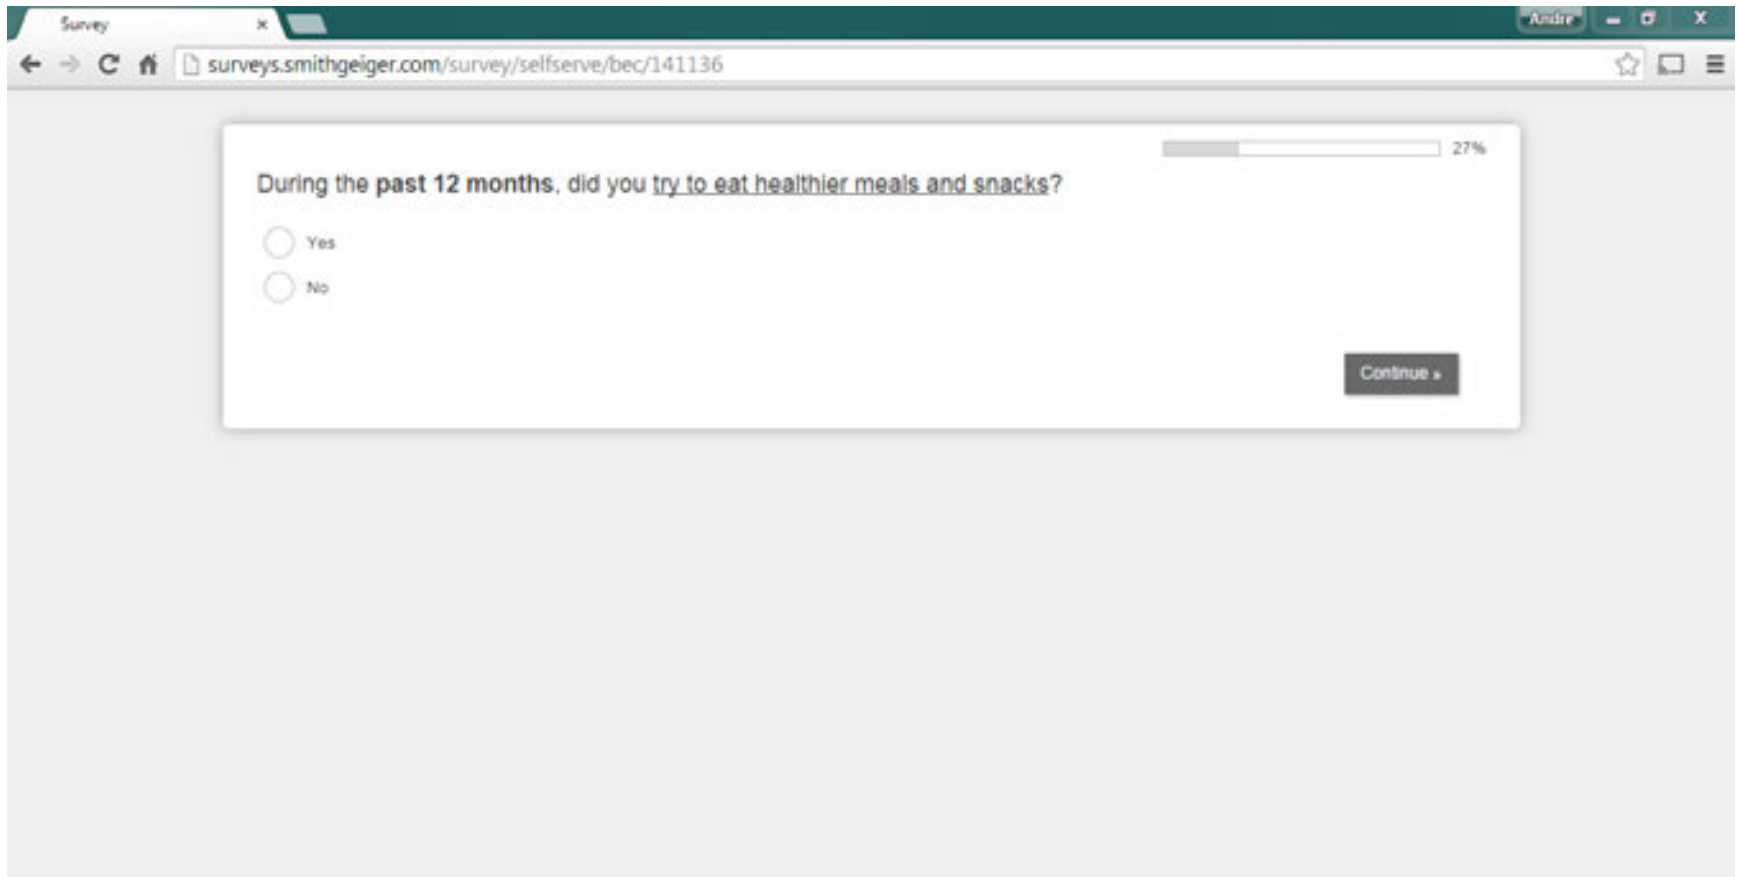 Survey
Andre
surveys.smithgeiger.com/survey/selfserve/bec/141136
27%
During the past 12 months, did you try to eat healthier meals and snacks?
Yes
No
Continue »